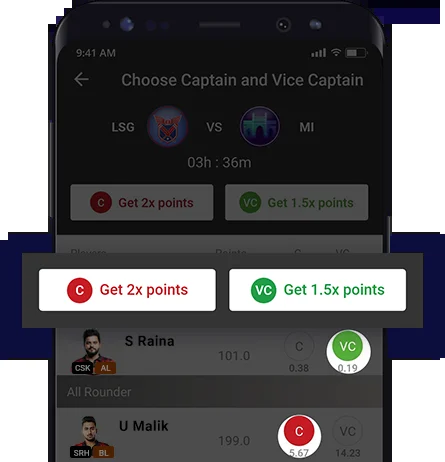 9:41 AM
Choose Captain and Vice Captain
LSG VS MI
03h : 36m
C Get 2x points VC Get 1.5x points
Players Points C VC
C Get 2x points VC Get 1.5x points
S Raina 101.0 C VC
CSK AL 0.38 0.19
All Rounder
U Malik 199.0 C VC
SRH BL 5.67 14.23